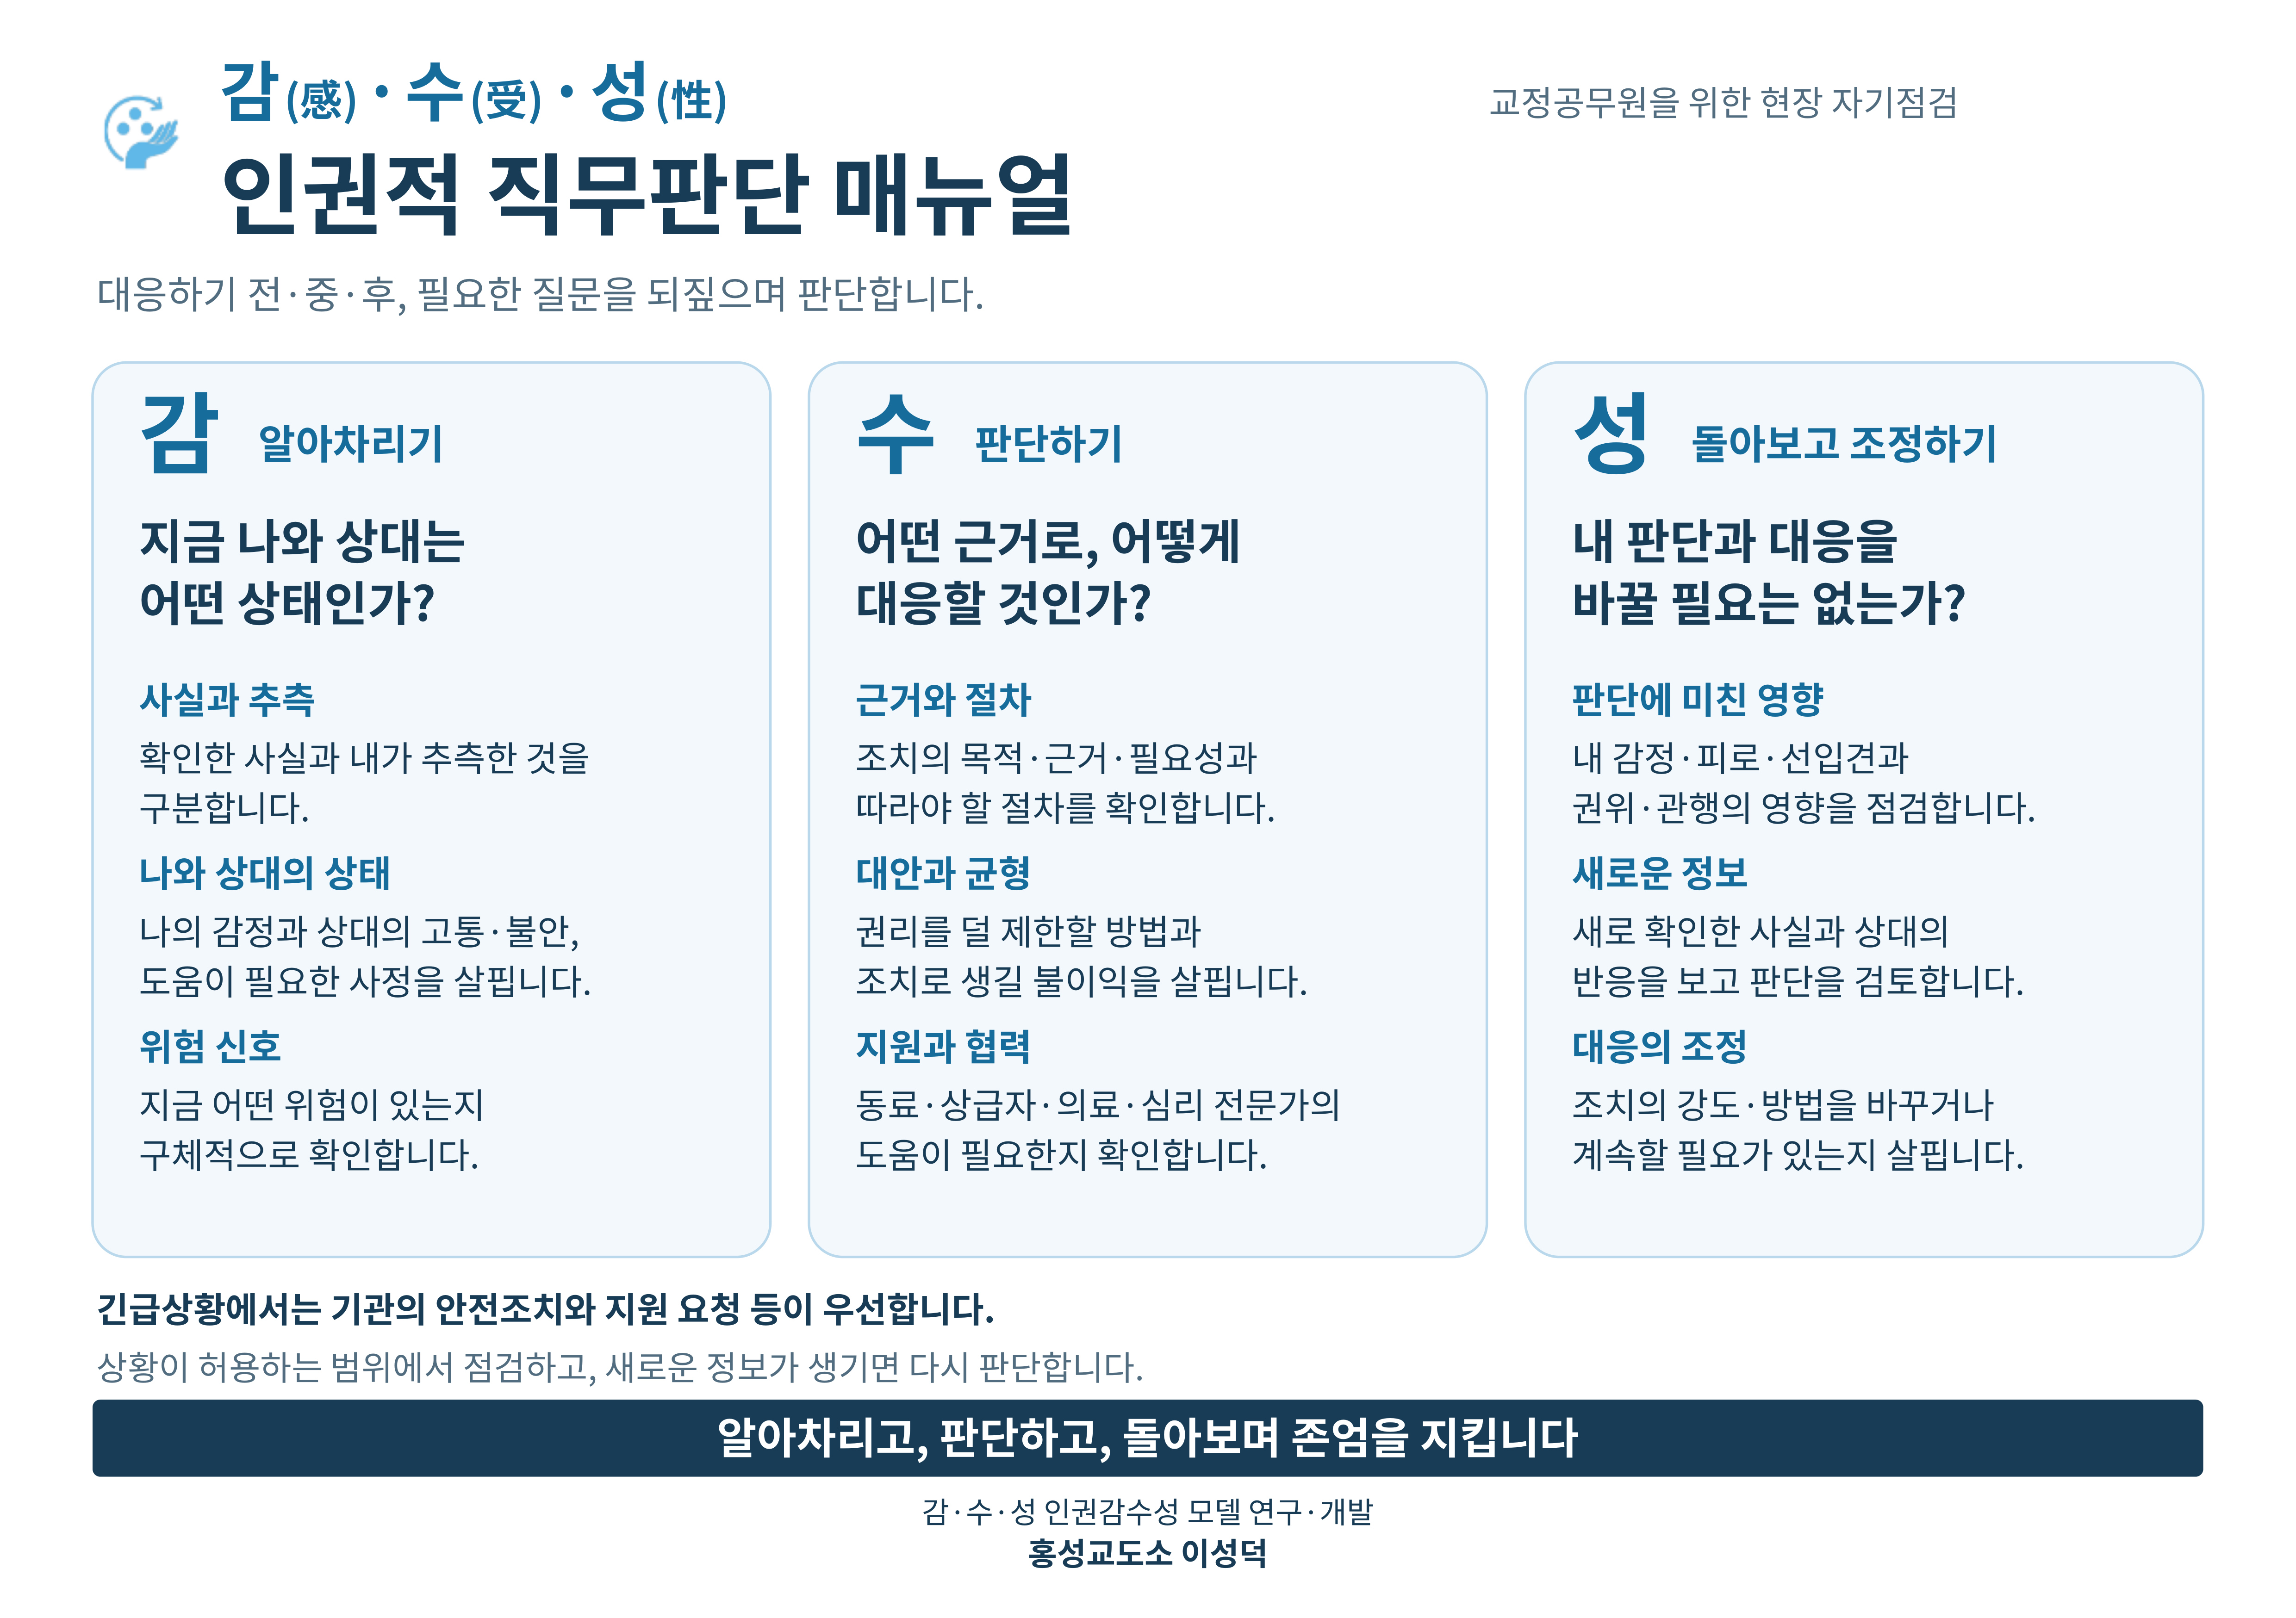 감(感)·수(受)·성(性)
교정공무원을 위한 현장 자기점검
인권적 직무판단 매뉴얼
대응하기 전·중·후, 필요한 질문을 되짚으며 판단합니다.
감 알아차리기
지금 나와 상대는
어떤 상태인가?
사실과 추측
확인한 사실과 내가 추측한 것을
구분합니다.
나와 상대의 상태
나의 감정과 상대의 고통·불안,
도움이 필요한 사정을 살핍니다.
위험 신호
지금 어떤 위험이 있는지
구체적으로 확인합니다.
수 판단하기
어떤 근거로, 어떻게
대응할 것인가?
근거와 절차
조치의 목적·근거·필요성과
따라야 할 절차를 확인합니다.
대안과 균형
권리를 덜 제한할 방법과
조치로 생길 불이익을 살핍니다.
지원과 협력
동료·상급자·의료·심리 전문가의
도움이 필요한지 확인합니다.
성 돌아보고 조정하기
내 판단과 대응을
바꿀 필요는 없는가?
판단에 미친 영향
내 감정·피로·선입견과
권위·관행의 영향을 점검합니다.
새로운 정보
새로 확인한 사실과 상대의
반응을 보고 판단을 검토합니다.
대응의 조정
조치의 강도·방법을 바꾸거나
계속할 필요가 있는지 살핍니다.
긴급상황에서는 기관의 안전조치와 지원 요청 등이 우선합니다.
상황이 허용하는 범위에서 점검하고, 새로운 정보가 생기면 다시 판단합니다.
알아차리고, 판단하고, 돌아보며 존엄을 지킵니다
감·수·성 인권감수성 모델 연구·개발
홍성교도소 이성덕